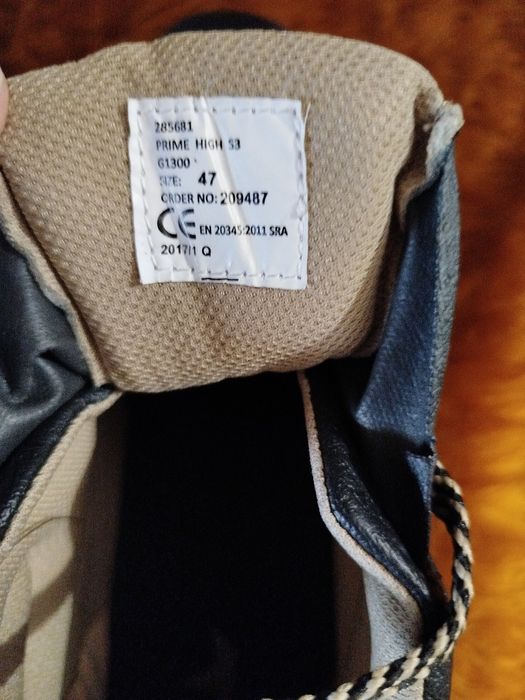 285681
PRIME HIGH S3
G1300
SIZE: 47
ORDER NO: 209487
CE EN 20345:2011 SRA
2017/1 Q